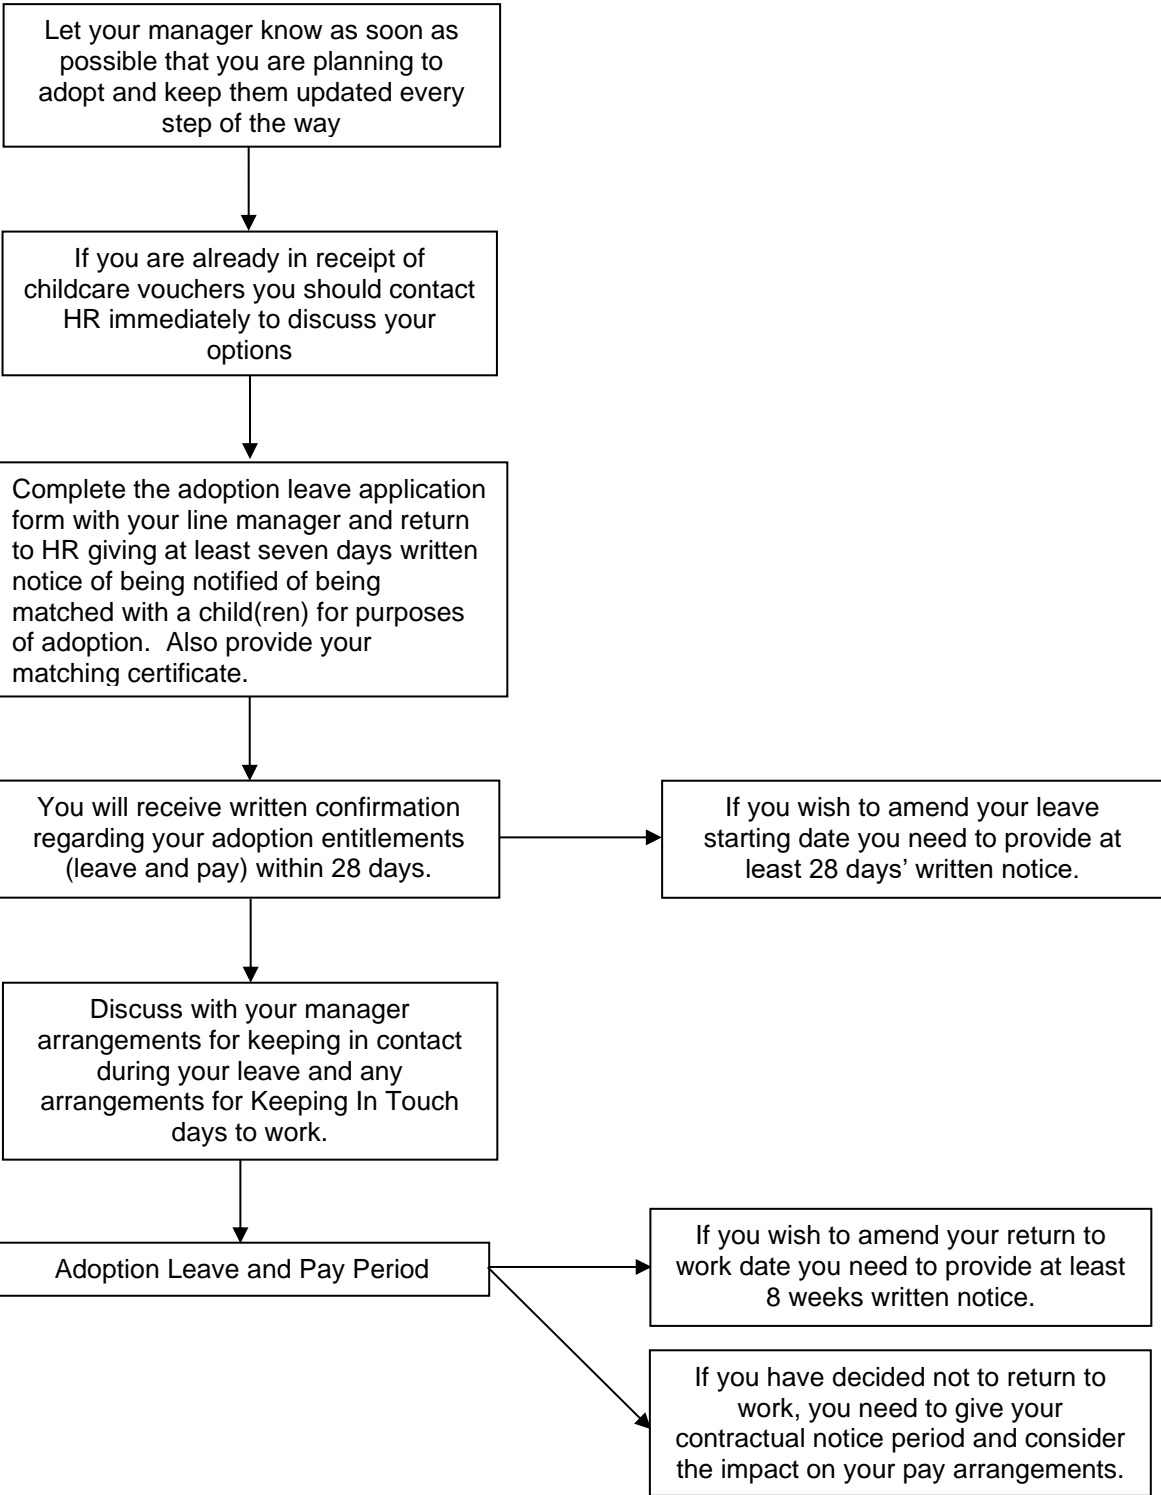 Let your manager know as soon as
possible that you are planning to
adopt and keep them updated every
step of the way
If you are already in receipt of
childcare vouchers you should contact
HR immediately to discuss your
options
Complete the adoption leave application
form with your line manager and return
to HR giving at least seven days written
notice of being notified of being
matched with a child(ren) for purposes
of adoption.  Also provide your
matching certificate.
You will receive written confirmation
regarding your adoption entitlements
(leave and pay) within 28 days.
If you wish to amend your leave
starting date you need to provide at
least 28 days’ written notice.
Discuss with your manager
arrangements for keeping in contact
during your leave and any
arrangements for Keeping In Touch
days to work.
Adoption Leave and Pay Period
If you wish to amend your return to
work date you need to provide at least
8 weeks written notice.
If you have decided not to return to
work, you need to give your
contractual notice period and consider
the impact on your pay arrangements.